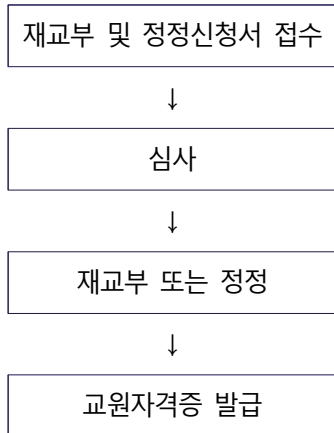 재교부 및 정정신청서 접수
↓
심사
↓
재교부 또는 정정
↓
교원자격증 발급